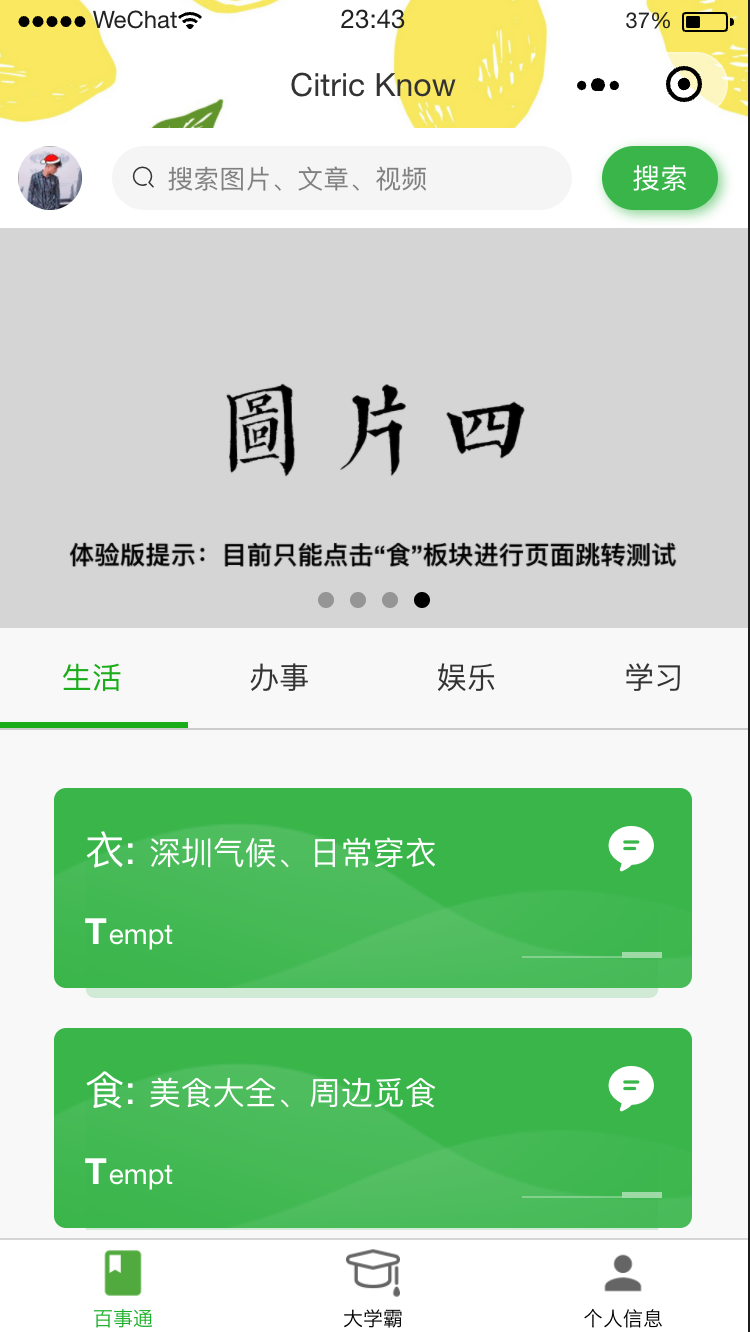 WeChat 23:43 37%
Citric Know
搜索图片、文章、视频 搜索
圖片四
体验版提示：目前只能点击“食”板块进行页面跳转测试
生活 办事 娱乐 学习
衣: 深圳气候、日常穿衣
Tempt
食: 美食大全、周边觅食
Tempt
百事通 大学霸 个人信息